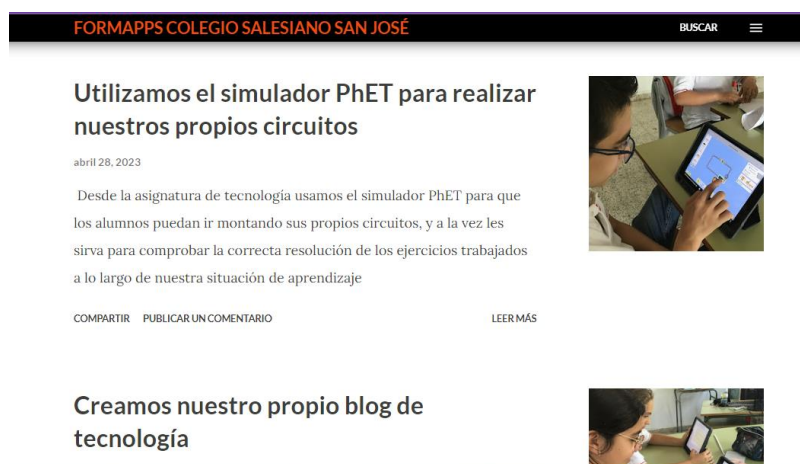 FORMAPPS COLEGIO SALESIANO SAN JOSÉ
BUSCAR
Utilizamos el simulador PhET para realizar
nuestros propios circuitos
abril 28, 2023
Desde la asignatura de tecnología usamos el simulador PhET para que
los alumnos puedan ir montando sus propios circuitos, y a la vez les
sirva para comprobar la correcta resolución de los ejercicios trabajados
a lo largo de nuestra situación de aprendizaje
COMPARTIR PUBLICAR UN COMENTARIO LEER MÁS
Creamos nuestro propio blog de
tecnología